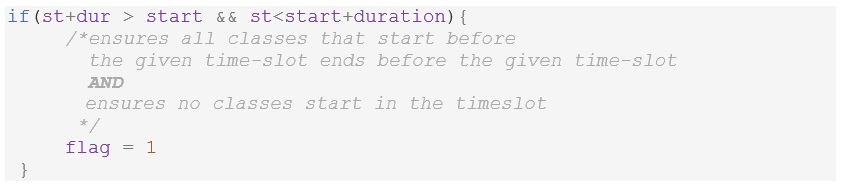 if(st+dur > start && st<start+duration){
/*ensures all classes that start before
the given time-slot ends before the given time-slot
AND
ensures no classes start in the timeslot
*/
flag = 1
}